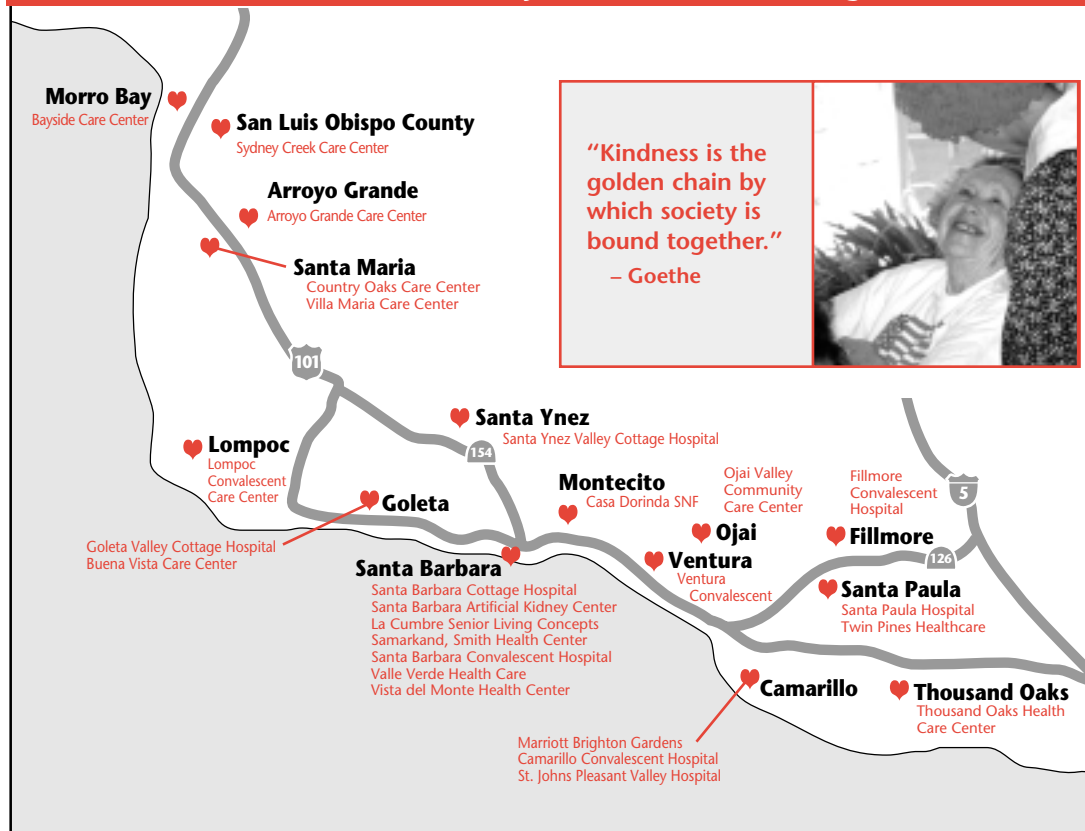 Morro Bay
Bayside Care Center
San Luis Obispo County
Sydney Creek Care Center
Arroyo Grande
Arroyo Grande Care Center
Santa Maria
Country Oaks Care Center
Villa Maria Care Center
“Kindness is the
golden chain by
which society is
bound together.”
– Goethe
101
Santa Ynez
Santa Ynez Valley Cottage Hospital
154
Lompoc
Lompoc
Convalescent
Care Center
Goleta
Goleta Valley Cottage Hospital
Buena Vista Care Center
Montecito
Casa Dorinda SNF
Ojai Valley
Community
Care Center
Ojai
Fillmore
Convalescent
Hospital
Fillmore
5
126
Ventura
Ventura
Convalescent
Santa Barbara
Santa Barbara Cottage Hospital
Santa Barbara Artificial Kidney Center
La Cumbre Senior Living Concepts
Samarkand, Smith Health Center
Santa Barbara Convalescent Hospital
Valle Verde Health Care
Vista del Monte Health Center
Santa Paula
Santa Paula Hospital
Twin Pines Healthcare
Camarillo
Marriott Brighton Gardens
Camarillo Convalescent Hospital
St. Johns Pleasant Valley Hospital
Thousand Oaks
Thousand Oaks Health
Care Center